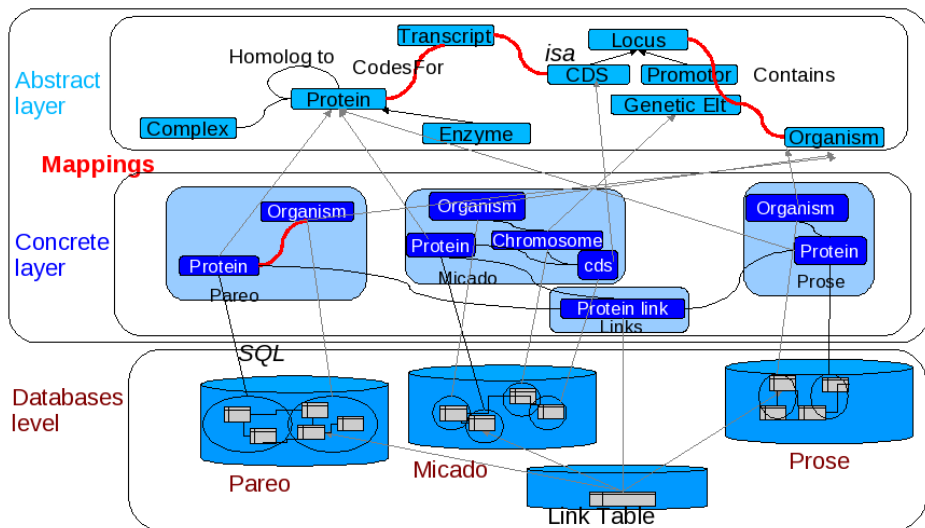 Transcript
Locus
isa
Homolog to
CodesFor
CDS
Promotor
Contains
Abstract
layer
Protein
Genetic Elt
Complex
Enzyme
Organism
Mappings
Organism
Organism
Organism
Concrete
layer
Protein
Protein
Chromosome
cds
Protein
Pareo
Micado
Prose
Protein link
Links
SQL
Databases
level
Pareo
Micado
Prose
Link Table